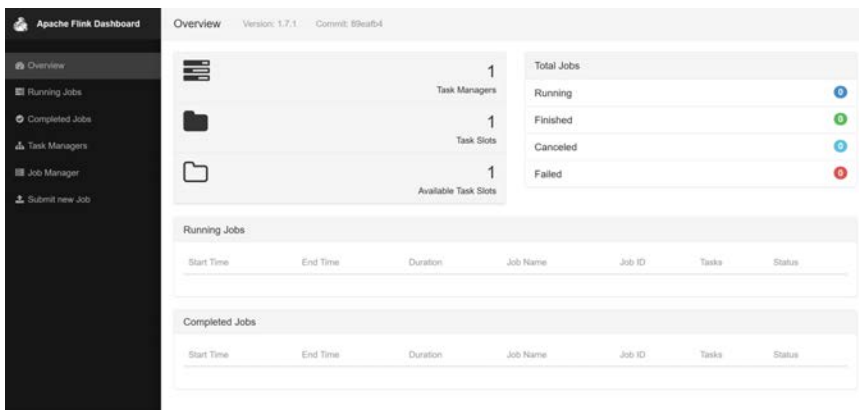 Apache Flink Dashboard
Overview
Running Jobs
Completed Jobs
Task Managers
Job Manager
Submit new Job
Overview Version: 1.7.1 Commit: 89eafb4
1
Task Managers
1
Task Slots
1
Available Task Slots
Total Jobs
Running 0
Finished 0
Canceled 0
Failed 0
Running Jobs
Start Time End Time Duration Job Name Job ID Tasks Status
Completed Jobs
Start Time End Time Duration Job Name Job ID Tasks Status